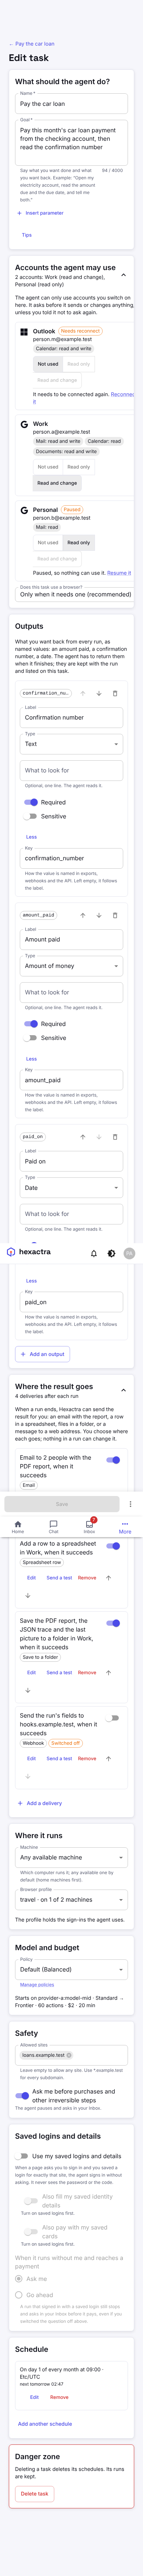 ← Pay the car loan
Edit task
What should the agent do?
Name *
Pay the car loan
Goal *
Pay this month's car loan payment
from the checking account, then
read the confirmation number
Say what you want done and what
you want back. Example: "Open my
electricity account, read the amount
due and the due date, and tell me
both."
98 / 4000
+ Insert parameter
Tips
Accounts the agent may use
2 accounts: Work (read and change),
Personal (read only)
The agent can only use accounts you switch on
here. It asks before it sends or changes anything,
unless you told it not to ask.
Outlook
Needs reconnect
person.m@example.test
Calendar: read and write
Not used
Read only
Read and change
It needs to be connected again. Reconnect
it
Work
person.a@example.test
Mail: read and write
Calendar: read
Documents: read and write
Not used
Read only
Read and change
Personal
Paused
person.b@example.test
Mail: read
Not used
Read only
Read and change
Paused, so nothing can use it. Resume it
Does this task use a browser?
Only when it needs one (recommended)
Outputs
What you want back from every run, as
named values: an amount paid, a confirmation
number, a date. The agent has to return them
when it finishes; they are kept with the run
and listed on this task.
confirmation_nu…
Label
Confirmation number
Type
Text
What to look for
Optional, one line. The agent reads it.
Required
Sensitive
Less
Key
confirmation_number
How the value is named in exports,
webhooks and the API. Left empty, it follows
the label.
amount_paid
Label
Amount paid
Type
Amount of money
What to look for
Optional, one line. The agent reads it.
Required
Sensitive
Less
Key
amount_paid
How the value is named in exports,
webhooks and the API. Left empty, it follows
the label.
paid_on
Label
Paid on
Type
Date
What to look for
Optional, one line. The agent reads it.
hexactra
Less
Key
paid_on
How the value is named in exports,
webhooks and the API. Left empty, it follows
the label.
+ Add an output
Where the result goes
4 deliveries after each run
When a run ends, Hexactra can send the
result for you: an email with the report, a row
in a spreadsheet, files in a folder, or a
message to a web address. You choose where
each goes; nothing in a run can change it.
Email to 2 people with the
PDF report, when it
succeeds
Email
Save
Home
Chat
7
Inbox
More
Add a row to a spreadsheet
in Work, when it succeeds
Spreadsheet row
Edit
Send a test
Remove
Save the PDF report, the
JSON trace and the last
picture to a folder in Work,
when it succeeds
Save to a folder
Edit
Send a test
Remove
Send the run's fields to
hooks.example.test, when it
succeeds
Webhook
Switched off
Edit
Send a test
Remove
+ Add a delivery
Where it runs
Machine
Any available machine
Which computer runs it: any available one by
default (home machines first).
Browser profile
travel · on 1 of 2 machines
The profile holds the sign-ins the agent uses.
Model and budget
Policy
Default (Balanced)
Manage policies
Starts on provider-a:model-mid · Standard →
Frontier · 60 actions · $2 · 20 min
Safety
Allowed sites
loans.example.test
Leave empty to allow any site. Use *.example.test
for every subdomain.
Ask me before purchases and
other irreversible steps
The agent pauses and asks in your Inbox.
Saved logins and details
Use my saved logins and details
When a page asks you to sign in and you saved a
login for exactly that site, the agent signs in without
asking. It never sees the password or the code.
Also fill my saved identity
details
Turn on saved logins first.
Also pay with my saved
cards
Turn on saved logins first.
When it runs without me and reaches a
payment
Ask me
Go ahead
A run that signed in with a saved login still stops
and asks in your Inbox before it pays, even if you
switched the question off above.
Schedule
On day 1 of every month at 09:00 ·
Etc/UTC
next tomorrow 02:47
Edit
Remove
Add another schedule
Danger zone
Deleting a task deletes its schedules. Its runs
are kept.
Delete task